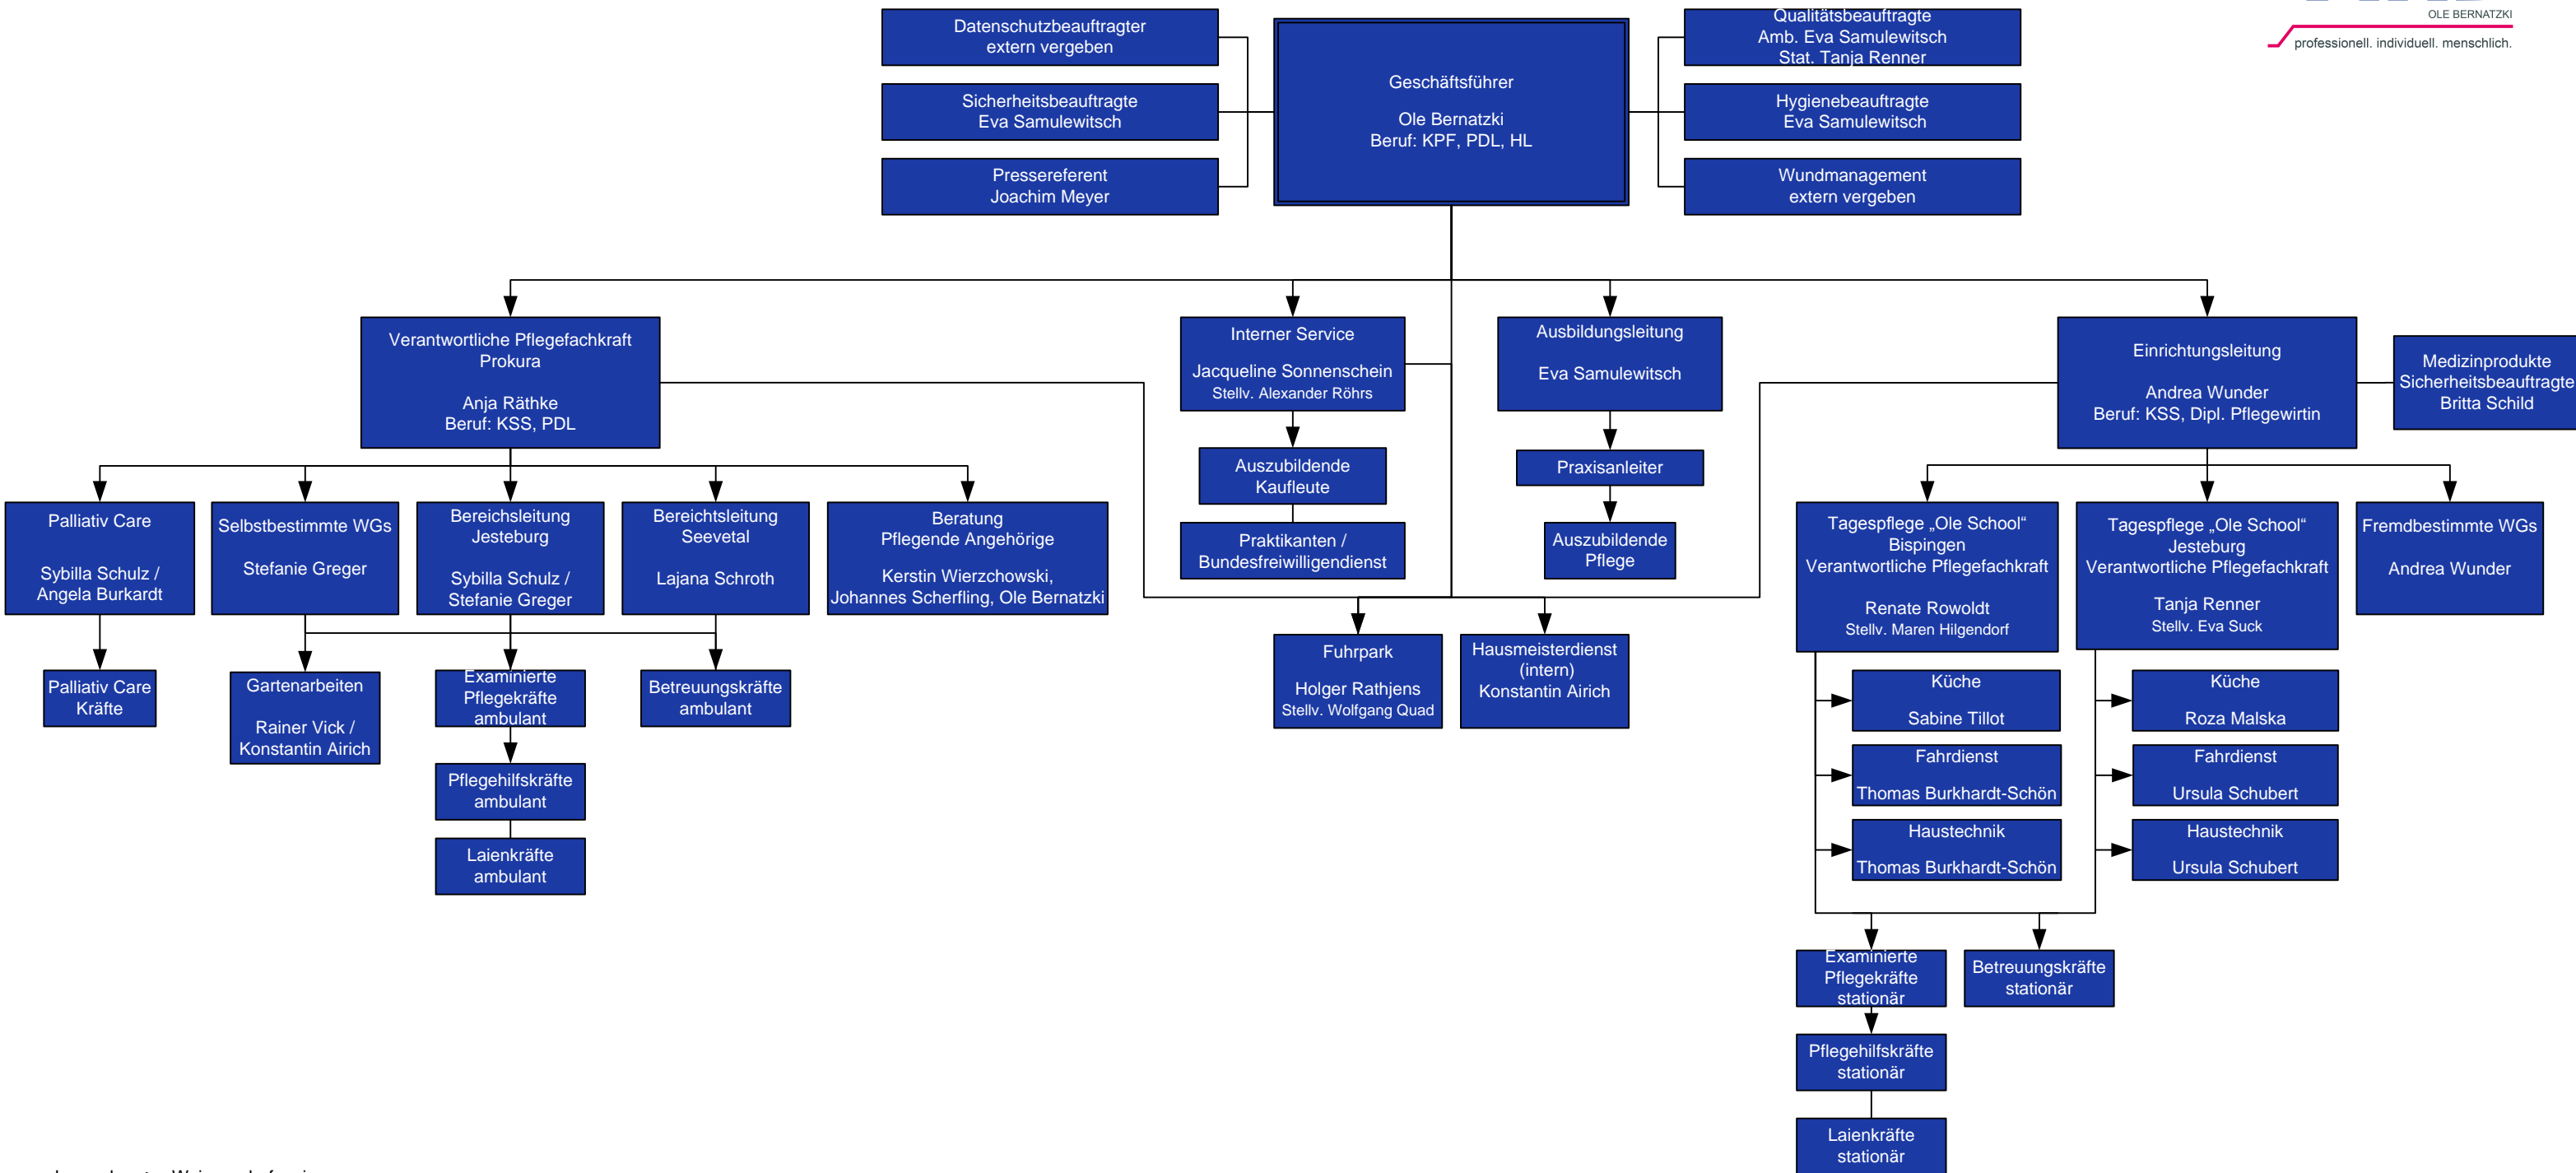 OLE BERNATZKI
professionell. individuell. menschlich.
Datenschutzbeauftragter
extern vergeben
Sicherheitsbeauftragte
Eva Samulewitsch
Pressereferent
Joachim Meyer
Geschäftsführer
Ole Bernatzki
Beruf: KPF, PDL, HL
Qualitätsbeauftragte
Amb. Eva Samulewitsch
Stat. Tanja Renner
Hygienebeauftragte
Eva Samulewitsch
Wundmanagement
extern vergeben
Verantwortliche Pflegefachkraft
Prokura
Anja Räthke
Beruf: KSS, PDL
Interner Service
Jacqueline Sonnenschein
Stellv. Alexander Röhrs
Ausbildungsleitung
Eva Samulewitsch
Einrichtungsleitung
Andrea Wunder
Beruf: KSS, Dipl. Pflegewirtin
Medizinprodukte
Sicherheitsbeauftragte
Britta Schild
Auszubildende
Kaufleute
Praktikanten /
Bundesfreiwilligendienst
Praxisanleiter
Auszubildende
Pflege
Palliativ Care
Sybilla Schulz /
Angela Burkardt
Selbstbestimmte WGs
Stefanie Greger
Bereichsleitung
Jesteburg
Sybilla Schulz /
Stefanie Greger
Bereichtsleitung
Seevetal
Lajana Schroth
Beratung
Pflegende Angehörige
Kerstin Wierzchowski,
Johannes Scherfling, Ole Bernatzki
Tagespflege „Ole School“
Bispingen
Verantwortliche Pflegefachkraft
Renate Rowoldt
Stellv. Maren Hilgendorf
Tagespflege „Ole School“
Jesteburg
Verantwortliche Pflegefachkraft
Tanja Renner
Stellv. Eva Suck
Fremdbestimmte WGs
Andrea Wunder
Palliativ Care
Kräfte
Gartenarbeiten
Rainer Vick /
Konstantin Airich
Examinierte
Pflegekräfte
ambulant
Betreuungskräfte
ambulant
Pflegehilfskräfte
ambulant
Laienkräfte
ambulant
Fuhrpark
Holger Rathjens
Stellv. Wolfgang Quad
Hausmeisterdienst
(intern)
Konstantin Airich
Küche
Sabine Tillot
Fahrdienst
Thomas Burkhardt-Schön
Haustechnik
Thomas Burkhardt-Schön
Küche
Roza Malska
Fahrdienst
Ursula Schubert
Haustechnik
Ursula Schubert
Examinierte
Pflegekräfte
stationär
Betreuungskräfte
stationär
Pflegehilfskräfte
stationär
Laienkräfte
stationär